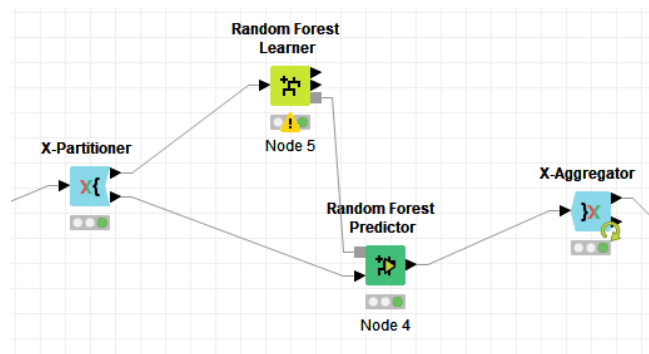 Random Forest
Learner
Node 5
X-Partitioner
X{
X-Aggregator
}X
Random Forest
Predictor
Node 4